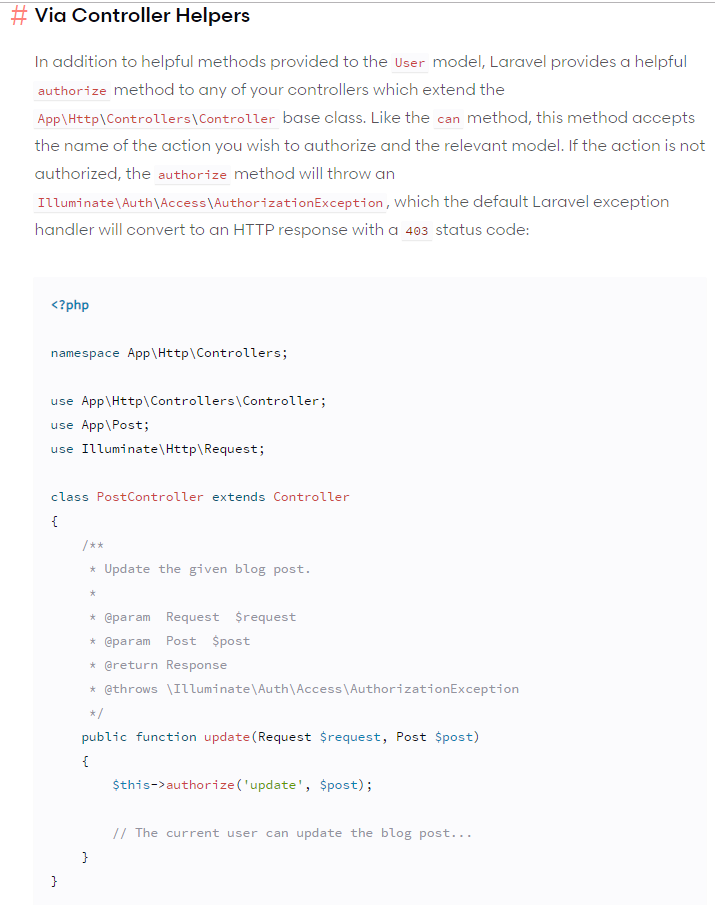 # Via Controller Helpers
In addition to helpful methods provided to the User model, Laravel provides a helpful
authorize method to any of your controllers which extend the
App\Http\Controllers\Controller base class. Like the can method, this method accepts
the name of the action you wish to authorize and the relevant model. If the action is not
authorized, the authorize method will throw an
Illuminate\Auth\Access\AuthorizationException, which the default Laravel exception
handler will convert to an HTTP response with a 403 status code:
<?php
namespace App\Http\Controllers;
use App\Http\Controllers\Controller;
use App\Post;
use Illuminate\Http\Request;
class PostController extends Controller
{
    /**
     * Update the given blog post.
     *
     * @param  Request  $request
     * @param  Post  $post
     * @return Response
     * @throws \Illuminate\Auth\Access\AuthorizationException
     */
    public function update(Request $request, Post $post)
    {
        $this->authorize('update', $post);
        // The current user can update the blog post...
    }
}